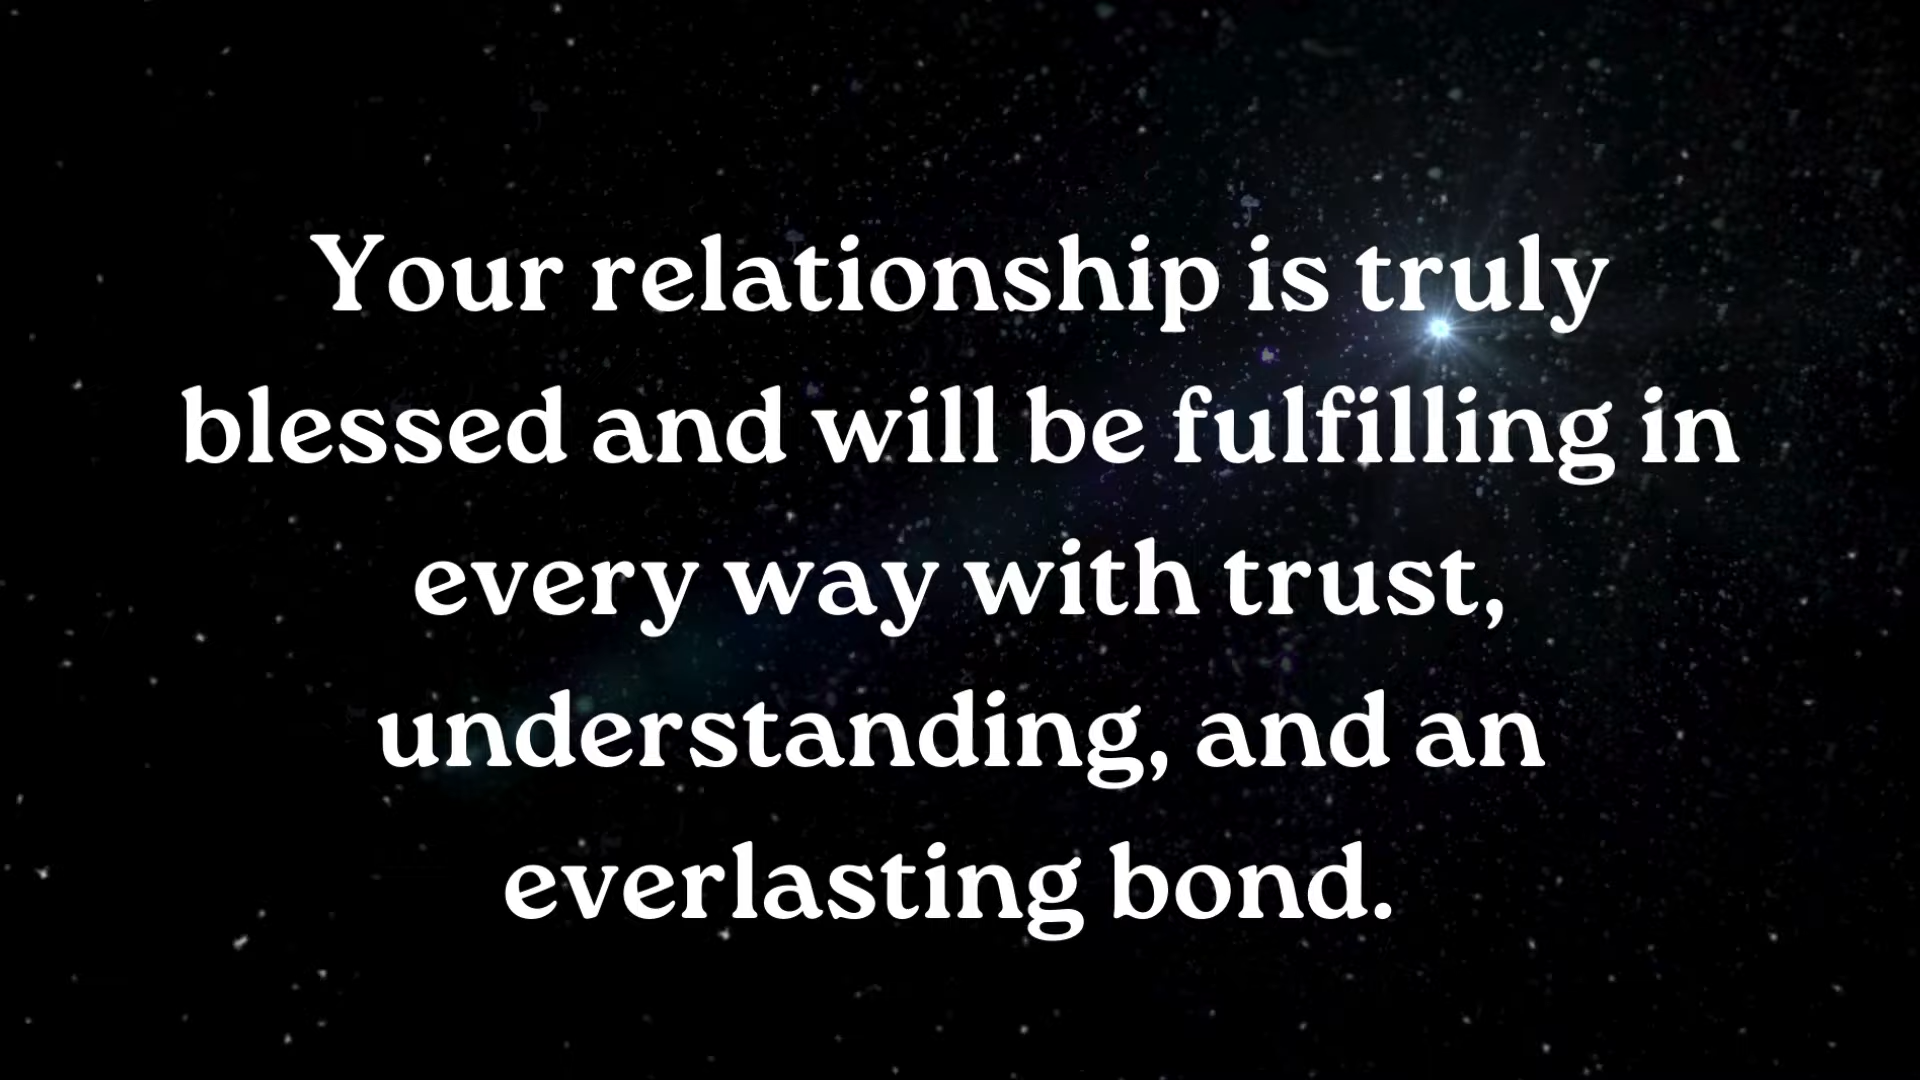 Your relationship is truly
blessed and will be fulfilling in
every way with trust,
understanding, and an
everlasting bond.